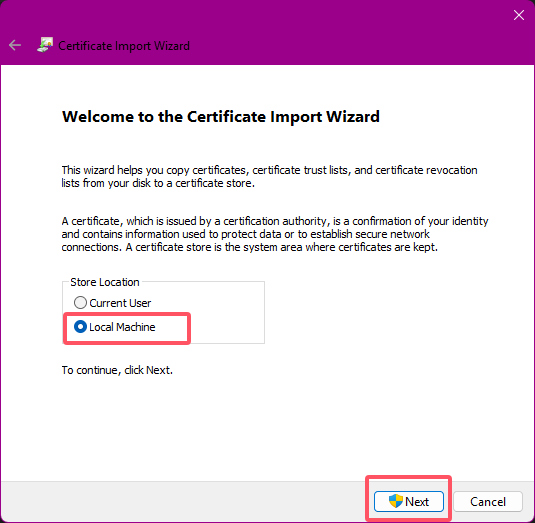 Certificate Import Wizard
Welcome to the Certificate Import Wizard
This wizard helps you copy certificates, certificate trust lists, and certificate revocation
lists from your disk to a certificate store.
A certificate, which is issued by a certification authority, is a confirmation of your identity
and contains information used to protect data or to establish secure network
connections. A certificate store is the system area where certificates are kept.
Store Location
Current User
Local Machine
To continue, click Next.
Next
Cancel